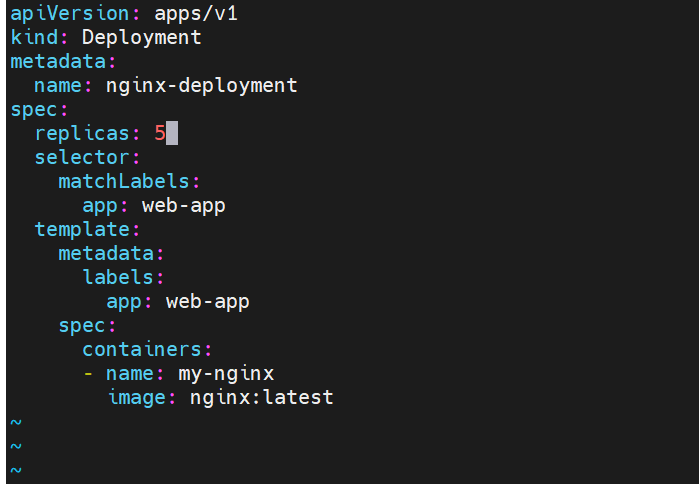 apiVersion: apps/v1
kind: Deployment
metadata:
  name: nginx-deployment
spec:
  replicas: 5
  selector:
    matchLabels:
      app: web-app
  template:
    metadata:
      labels:
        app: web-app
    spec:
      containers:
      - name: my-nginx
        image: nginx:latest
~
~
~